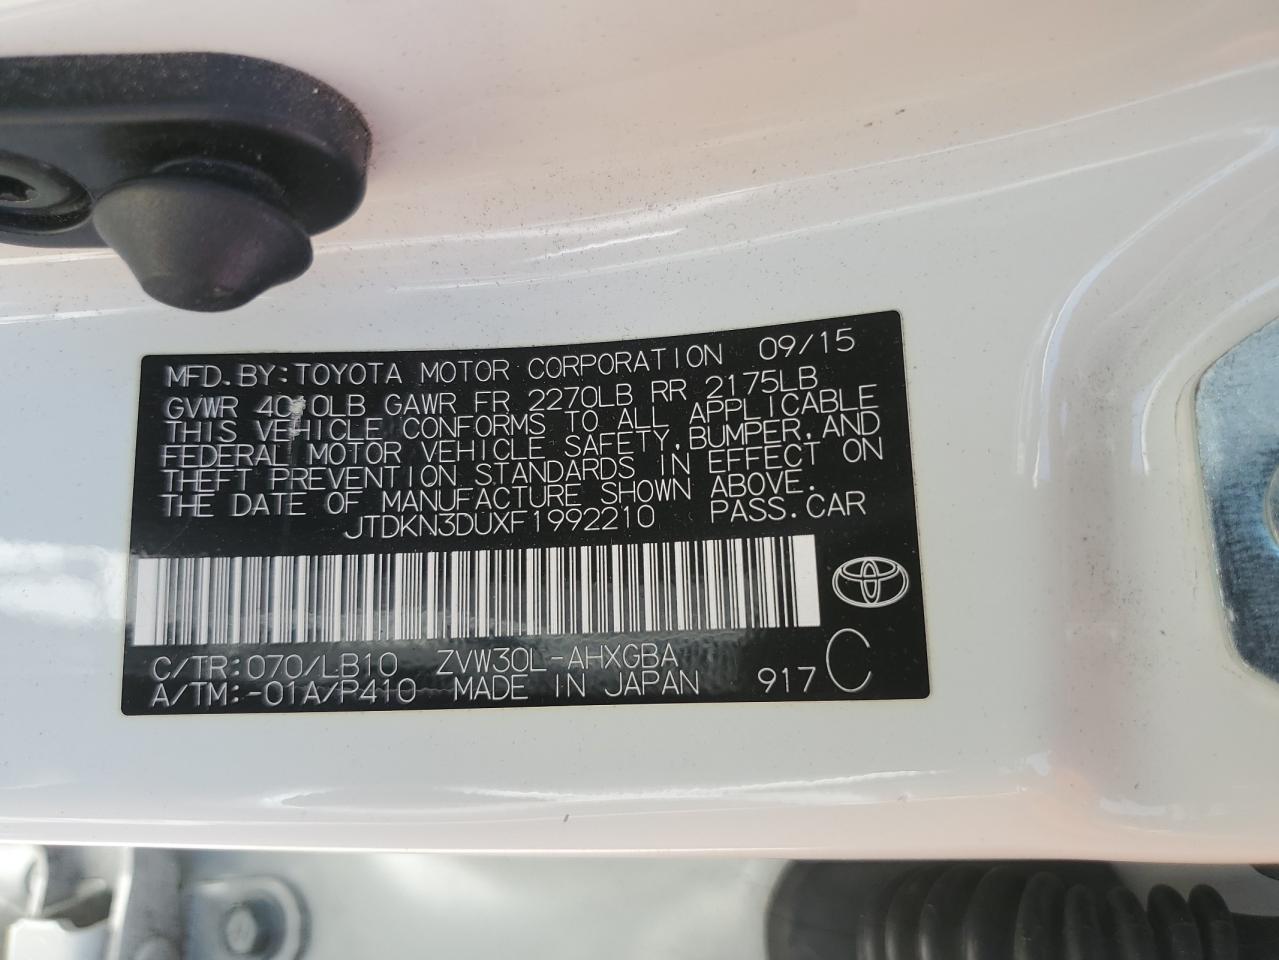 MFD.BY:TOYOTA MOTOR CORPORATION 09/15
GVWR 4010LB GAWR FR 2270LB RR 2175LB
THIS VEHICLE CONFORMS TO ALL APPLICABLE
FEDERAL MOTOR VEHICLE SAFETY,BUMPER,AND
THEFT PREVENTION STANDARDS IN EFFECT ON
THE DATE OF MANUFACTURE SHOWN ABOVE.
JTDKN3DUXF1992210 PASS.CAR
C/TR:070/LB10 ZVW30L-AHXGBA
A/TM:-01A/P410 MADE IN JAPAN 917 C